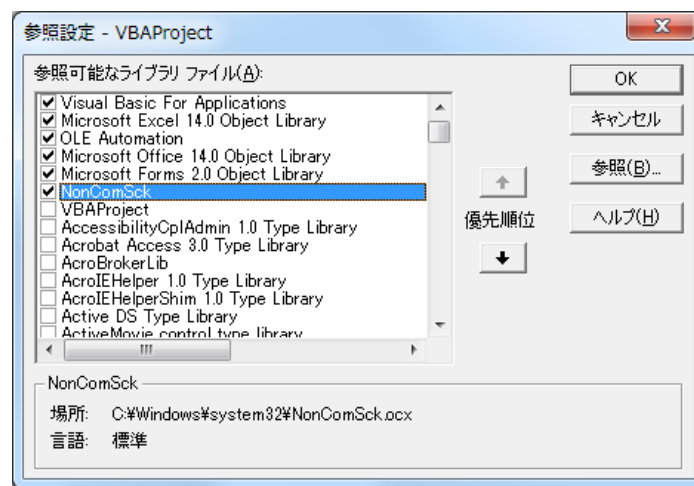 参照設定 - VBAProject
参照可能なライブラリ ファイル(A):
Visual Basic For Applications
Microsoft Excel 14.0 Object Library
OLE Automation
Microsoft Office 14.0 Object Library
Microsoft Forms 2.0 Object Library
NonComSck
VBAProject
AccessibilityCplAdmin 1.0 Type Library
Acrobat Access 3.0 Type Library
AcroBrokerLib
AcroIEHelper 1.0 Type Library
AcroIEHelperShim 1.0 Type Library
Active DS Type Library
ActiveMovie control type library
優先順位
OK
キャンセル
参照(B)...
ヘルプ(H)
NonComSck
場所: C:¥Windows¥system32¥NonComSck.ocx
言語: 標準